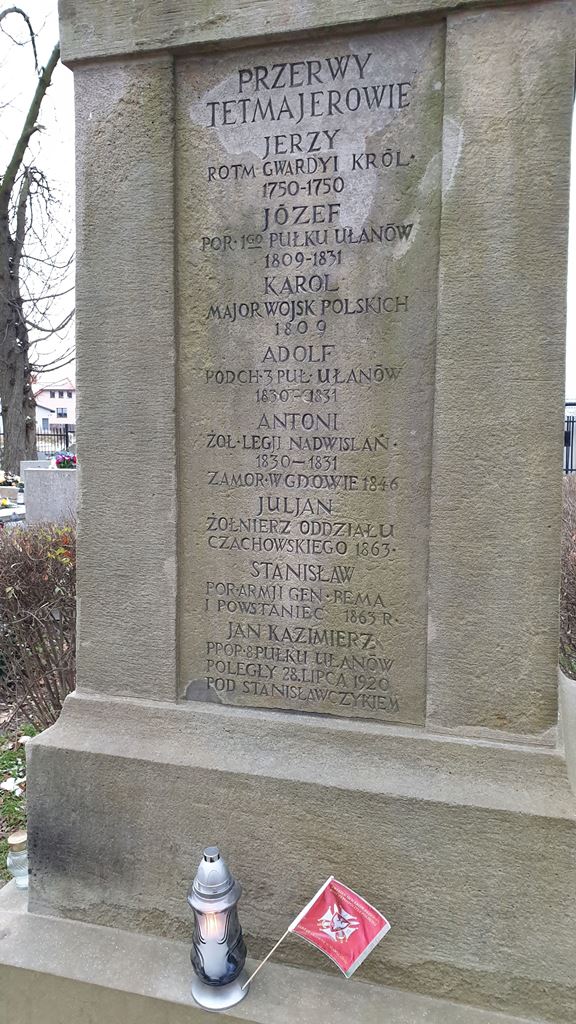 PRZERWY
TETMAJEROWIE
JERZY
ROTM GWARDYI KRÓL·
1750-1750
JÓZEF
POR·1GO PUŁKU UŁANÓW
1809-1831
KAROL
MAJOR WOJSK POLSKICH
1809
ADOLF
PODCH·3 PUŁ·UŁANÓW
1830-1831
ANTONI
ŻOŁ·LEGJI NADWISLAŃ·
1830-1831
ZAMOR·W GDOWIE 1846
JULJAN
ŻOŁNIERZ ODDZIAŁU
CZACHOWSKIEGO 1863·
STANISŁAW
POR·ARMJI GEN·BEMA
I POWSTANIEC 1863 R·
JAN KAZIMIERZ
PPOR·8 PUŁKU UŁANÓW
POLEGŁY 28.LIPCA 1920
POD STANISŁAWCZYKIEM